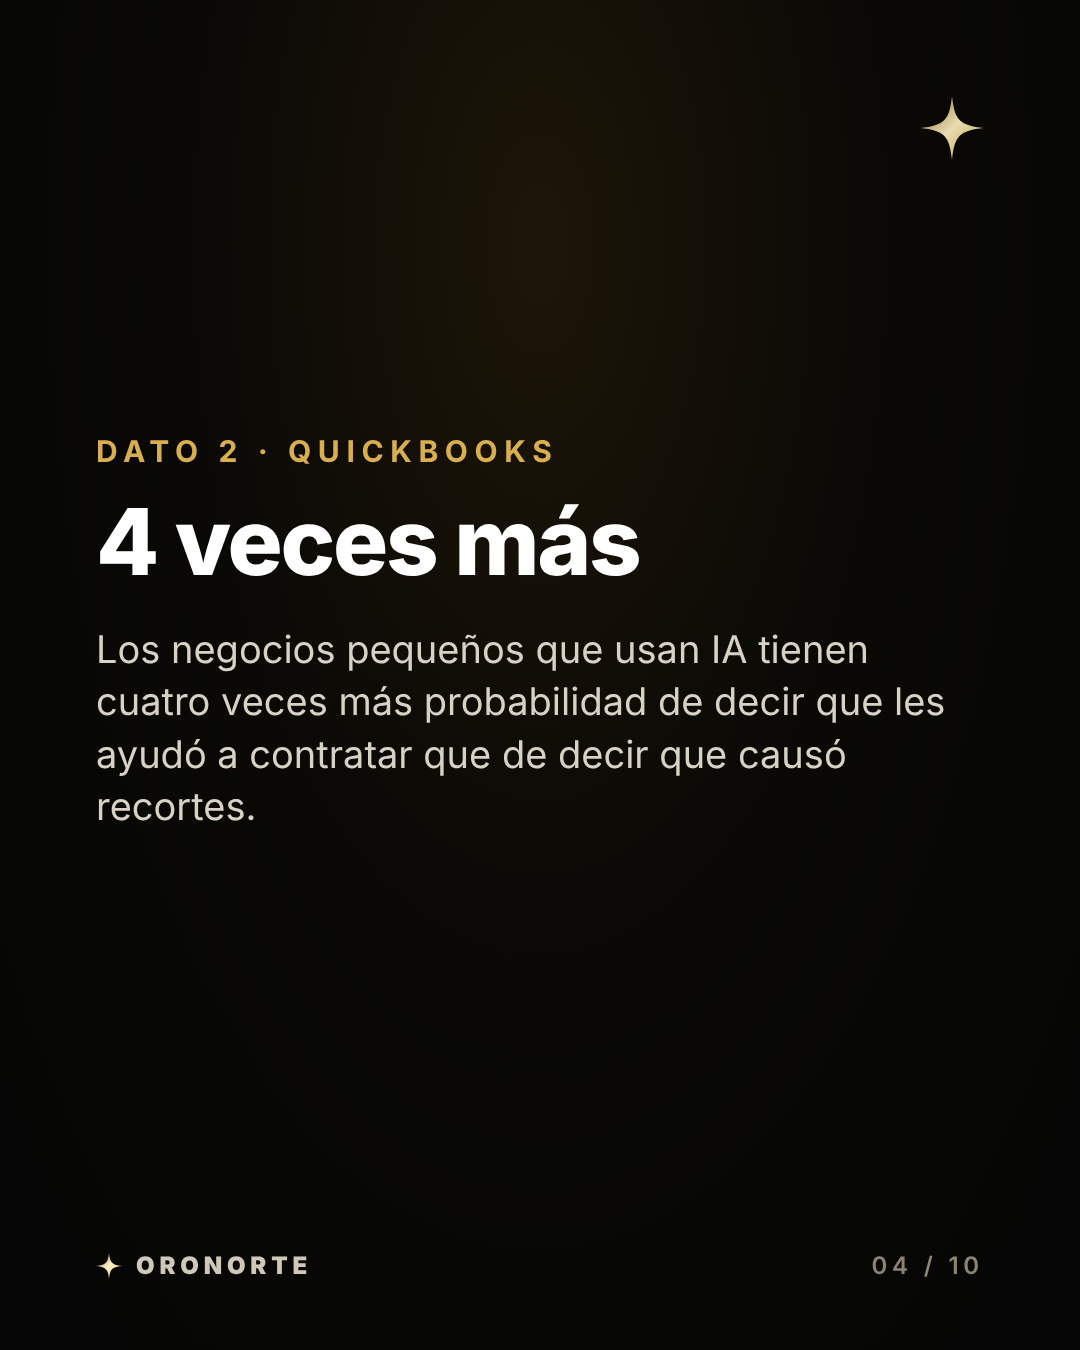 DATO 2 · QUICKBOOKS
4 veces más
Los negocios pequeños que usan IA tienen
cuatro veces más probabilidad de decir que les
ayudó a contratar que de decir que causó
recortes.
ORONORTE
04 / 10